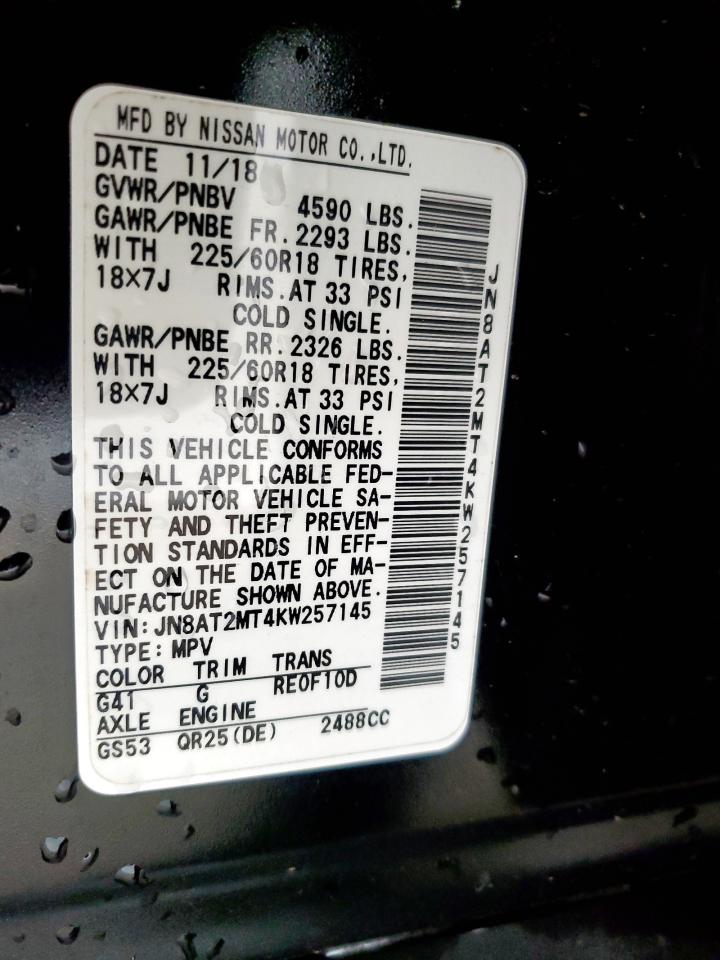 MFD BY NISSAN MOTOR CO.,LTD.
DATE 11/18
GVWR/PNBV 4590 LBS.
GAWR/PNBE FR. 2293 LBS.
WITH 225/60R18 TIRES,
18×7J RIMS.AT 33 PSI
COLD SINGLE.
GAWR/PNBE RR. 2326 LBS.
WITH 225/60R18 TIRES,
18×7J RIMS.AT 33 PSI
COLD SINGLE.
THIS VEHICLE CONFORMS
TO ALL APPLICABLE FED-
ERAL MOTOR VEHICLE SA-
FETY AND THEFT PREVEN-
TION STANDARDS IN EFF-
ECT ON THE DATE OF MA-
NUFACTURE SHOWN ABOVE.
VIN:JN8AT2MT4KW257145
TYPE:MPV
COLOR TRIM TRANS
G41 G RE0F10D
AXLE ENGINE
GS53 QR25(DE) 2488CC
JN8AT2MT4KW257145